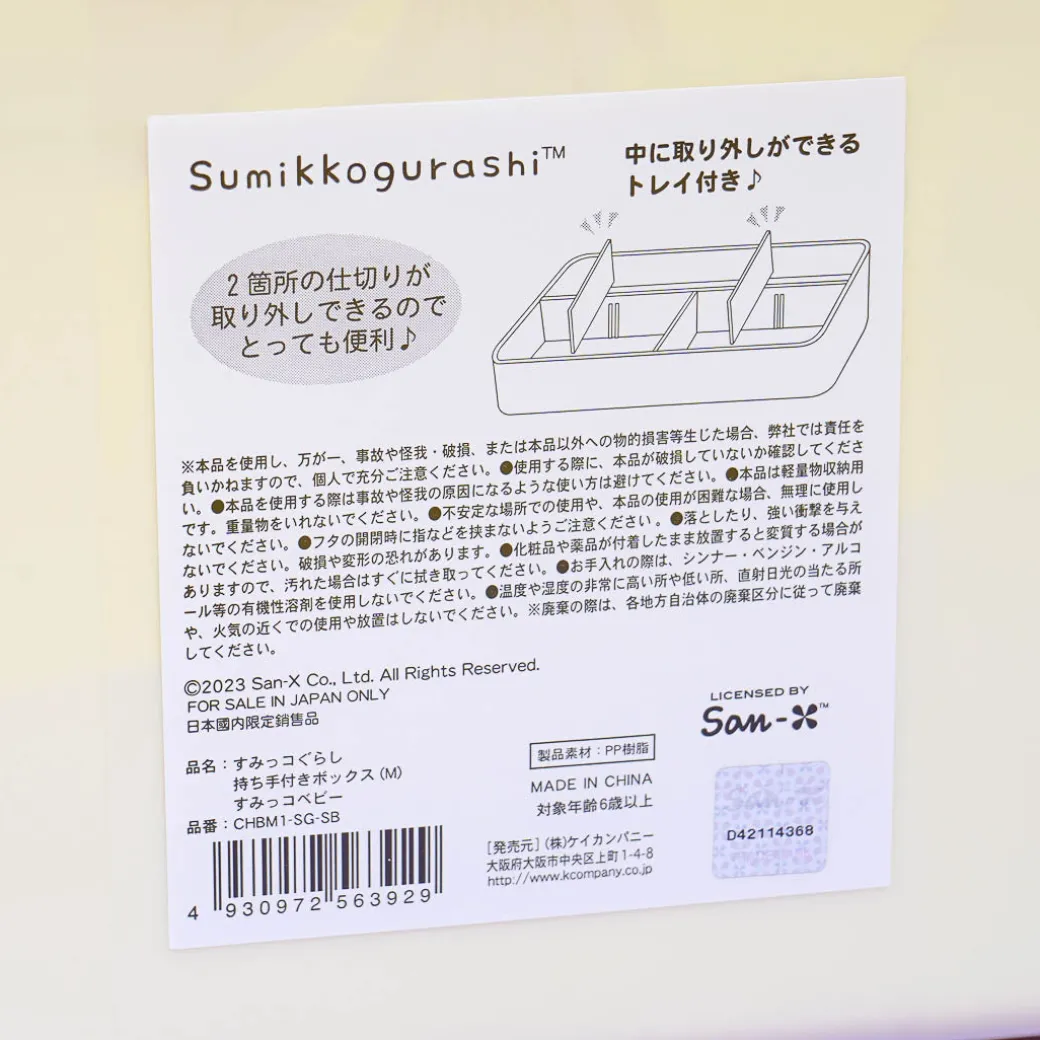 Sumikkogurashi™
中に取り外しができる
トレイ付き♪
2箇所の仕切りが
取り外しできるので
とっても便利♪
※本品を使用し、万が一、事故や怪我・破損、または本品以外への物的損害等生じた場合、弊社では責任を
負いかねますので、個人で充分ご注意ください。●使用する際に、本品が破損していないか確認してくださ
い。●本品を使用する際は事故や怪我の原因になるような使い方は避けてください。●本品は軽量物収納用
です。重量物をいれないでください。●不安定な場所での使用や、本品の使用が困難な場合、無理に使用し
ないでください。●フタの開閉時に指などを挟まないようご注意ください。●落としたり、強い衝撃を与え
ないでください。破損や変形の恐れがあります。●化粧品や薬品が付着したまま放置すると変質する場合が
ありますので、汚れた場合はすぐに拭き取ってください。●お手入れの際は、シンナー・ベンジン・アルコ
ール等の有機性溶剤を使用しないでください。●温度や湿度の非常に高い所や低い所、直射日光の当たる所
や、火気の近くでの使用や放置はしないでください。※廃棄の際は、各地方自治体の廃棄区分に従って廃棄
してください。
©2023 San-X Co., Ltd. All Rights Reserved.
FOR SALE IN JAPAN ONLY
日本國内限定銷售品
LICENSED BY
San-X™
品名：すみっコぐらし
持ち手付きボックス(M)
すみっコベビー
品番：CHBM1-SG-SB
4 930972 563929
製品素材：PP樹脂
MADE IN CHINA
対象年齢6歳以上
[発売元](株)ケイカンパニー
大阪府大阪市中央区上町1-4-8
http://www.kcompany.co.jp
D42114368